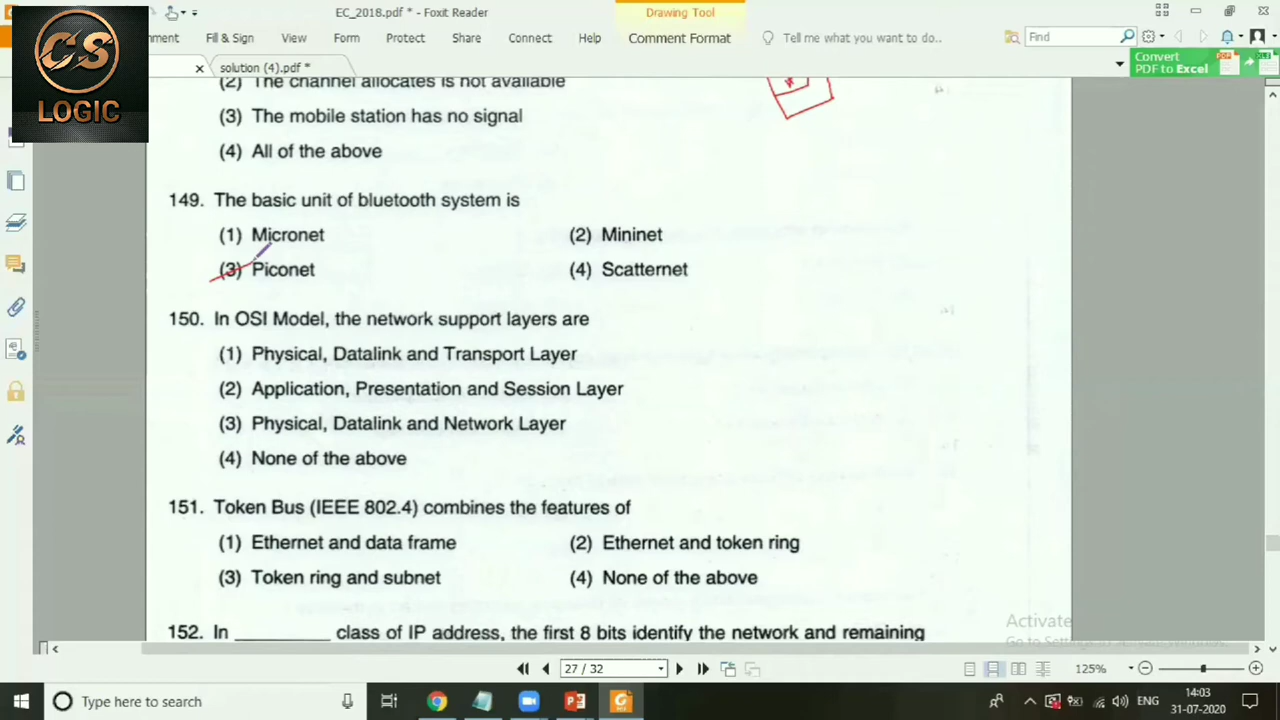 EC_2018.pdf * - Foxit Reader
Drawing Tool
mment
Fill & Sign
View
Form
Protect
Share
Connect
Help
Comment Format
Tell me what you want to do..
Find
CS
LOGIC
solution (4).pdf *
Convert
PDF to Excel
(2) The channel allocates is not available
(3) The mobile station has no signal
(4) All of the above
149. The basic unit of bluetooth system is
(1) Micronet
(2) Mininet
(3) Piconet
(4) Scatternet
150. In OSI Model, the network support layers are
(1) Physical, Datalink and Transport Layer
(2) Application, Presentation and Session Layer
(3) Physical, Datalink and Network Layer
(4) None of the above
151. Token Bus (IEEE 802.4) combines the features of
(1) Ethernet and data frame
(2) Ethernet and token ring
(3) Token ring and subnet
(4) None of the above
152. In __________ class of IP address, the first 8 bits identify the network and remaining
Activate
Go to Settings to Activate Windows.
27 / 32
125%
Type here to search
ENG
14:03
31-07-2020